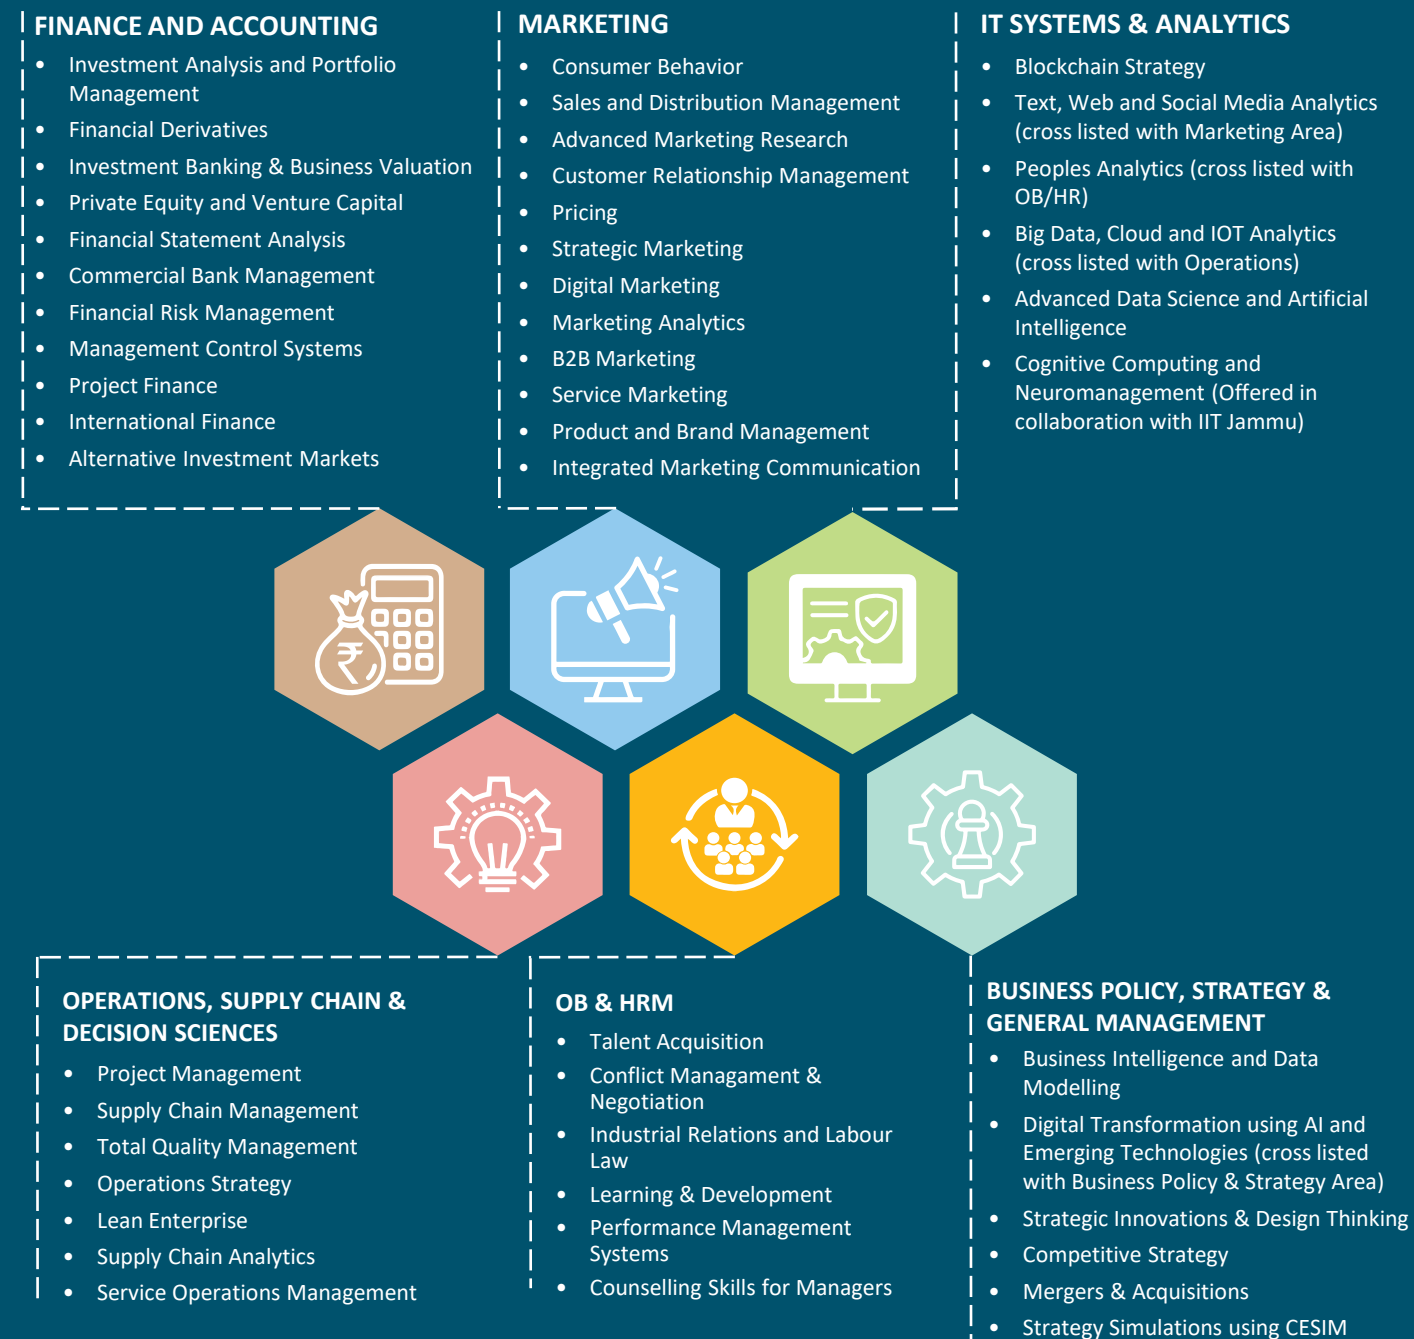 FINANCE AND ACCOUNTING
• Investment Analysis and Portfolio
Management
• Financial Derivatives
• Investment Banking & Business Valuation
• Private Equity and Venture Capital
• Financial Statement Analysis
• Commercial Bank Management
• Financial Risk Management
• Management Control Systems
• Project Finance
• International Finance
• Alternative Investment Markets
MARKETING
• Consumer Behavior
• Sales and Distribution Management
• Advanced Marketing Research
• Customer Relationship Management
• Pricing
• Strategic Marketing
• Digital Marketing
• Marketing Analytics
• B2B Marketing
• Service Marketing
• Product and Brand Management
• Integrated Marketing Communication
IT SYSTEMS & ANALYTICS
• Blockchain Strategy
• Text, Web and Social Media Analytics
(cross listed with Marketing Area)
• Peoples Analytics (cross listed with
OB/HR)
• Big Data, Cloud and IOT Analytics
(cross listed with Operations)
• Advanced Data Science and Artificial
Intelligence
• Cognitive Computing and
Neuromanagement (Offered in
collaboration with IIT Jammu)
₹
OPERATIONS, SUPPLY CHAIN &
DECISION SCIENCES
• Project Management
• Supply Chain Management
• Total Quality Management
• Operations Strategy
• Lean Enterprise
• Supply Chain Analytics
• Service Operations Management
OB & HRM
• Talent Acquisition
• Conflict Managament &
Negotiation
• Industrial Relations and Labour
Law
• Learning & Development
• Performance Management
Systems
• Counselling Skills for Managers
BUSINESS POLICY, STRATEGY &
GENERAL MANAGEMENT
• Business Intelligence and Data
Modelling
• Digital Transformation using AI and
Emerging Technologies (cross listed
with Business Policy & Strategy Area)
• Strategic Innovations & Design Thinking
• Competitive Strategy
• Mergers & Acquisitions
• Strategy Simulations using CESIM